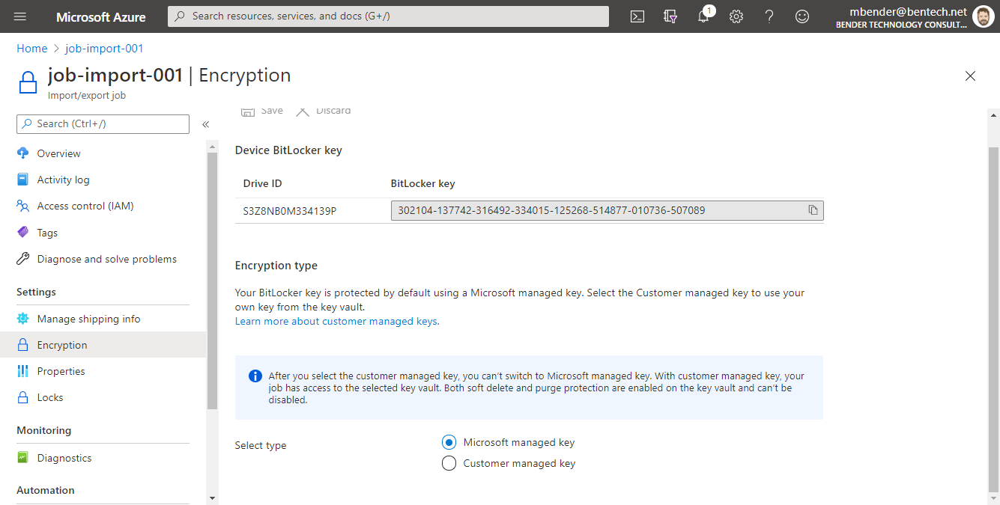 Microsoft Azure
Search resources, services, and docs (G+/)
1
mbender@bentech.net
BENDER TECHNOLOGY CONSULT...
Home > job-import-001
job-import-001 | Encryption
Import/export job
Search (Ctrl+/)
«
Overview
Activity log
Access control (IAM)
Tags
Diagnose and solve problems
Settings
Manage shipping info
Encryption
Properties
Locks
Monitoring
Diagnostics
Automation
Save Discard
Device BitLocker key
Drive ID BitLocker key
S3Z8NB0M334139P 302104-137742-316492-334015-125268-514877-010736-507089
Encryption type
Your BitLocker key is protected by default using a Microsoft managed key. Select the Customer managed key to use your
own key from the key vault.
Learn more about customer managed keys.
After you select the customer managed key, you can't switch to Microsoft managed key. With customer managed key, your
job has access to the selected key vault. Both soft delete and purge protection are enabled on the key vault and can't be
disabled.
Select type
Microsoft managed key
Customer managed key